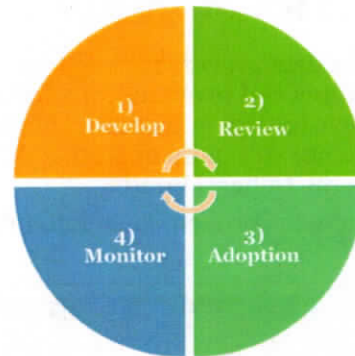 1)
Develop
2)
Review
3)
Adoption
4)
Monitor